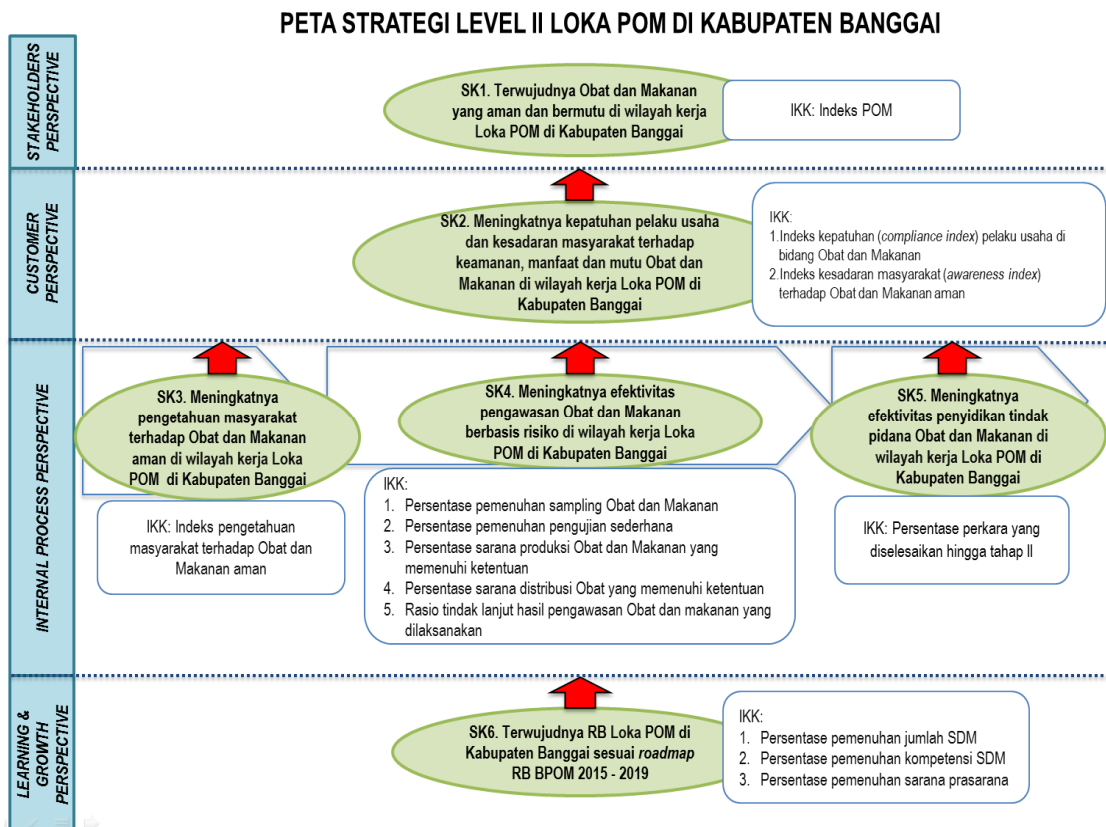 PETA STRATEGI LEVEL II LOKA POM DI KABUPATEN BANGGAI
STAKEHOLDERS
PERSPECTIVE
SK1. Terwujudnya Obat dan Makanan
yang aman dan bermutu di wilayah kerja
Loka POM di Kabupaten Banggai
IKK: Indeks POM
CUSTOMER
PERSPECTIVE
SK2. Meningkatnya kepatuhan pelaku usaha
dan kesadaran masyarakat terhadap
keamanan, manfaat dan mutu Obat dan
Makanan di wilayah kerja Loka POM di
Kabupaten Banggai
IKK:
1.Indeks kepatuhan (compliance index) pelaku usaha di
bidang Obat dan Makanan
2.Indeks kesadaran masyarakat (awareness index)
terhadap Obat dan Makanan aman
INTERNAL PROCESS PERSPECTIVE
SK3. Meningkatnya
pengetahuan masyarakat
terhadap Obat dan Makanan
aman di wilayah kerja Loka
POM di Kabupaten Banggai
IKK: Indeks pengetahuan
masyarakat terhadap Obat dan
Makanan aman
SK4. Meningkatnya efektivitas
pengawasan Obat dan Makanan
berbasis risiko di wilayah kerja Loka
POM di Kabupaten Banggai
IKK:
1. Persentase pemenuhan sampling Obat dan Makanan
2. Persentase pemenuhan pengujian sederhana
3. Persentase sarana produksi Obat dan Makanan yang
memenuhi ketentuan
4. Persentase sarana distribusi Obat yang memenuhi ketentuan
5. Rasio tindak lanjut hasil pengawasan Obat dan makanan yang
dilaksanakan
SK5. Meningkatnya
efektivitas penyidikan tindak
pidana Obat dan Makanan di
wilayah kerja Loka POM di
Kabupaten Banggai
IKK: Persentase perkara yang
diselesaikan hingga tahap II
LEARNING &
GROWTH
PERSPECTIVE
SK6. Terwujudnya RB Loka POM di
Kabupaten Banggai sesuai roadmap
RB BPOM 2015 - 2019
IKK:
1. Persentase pemenuhan jumlah SDM
2. Persentase pemenuhan kompetensi SDM
3. Persentase pemenuhan sarana prasarana